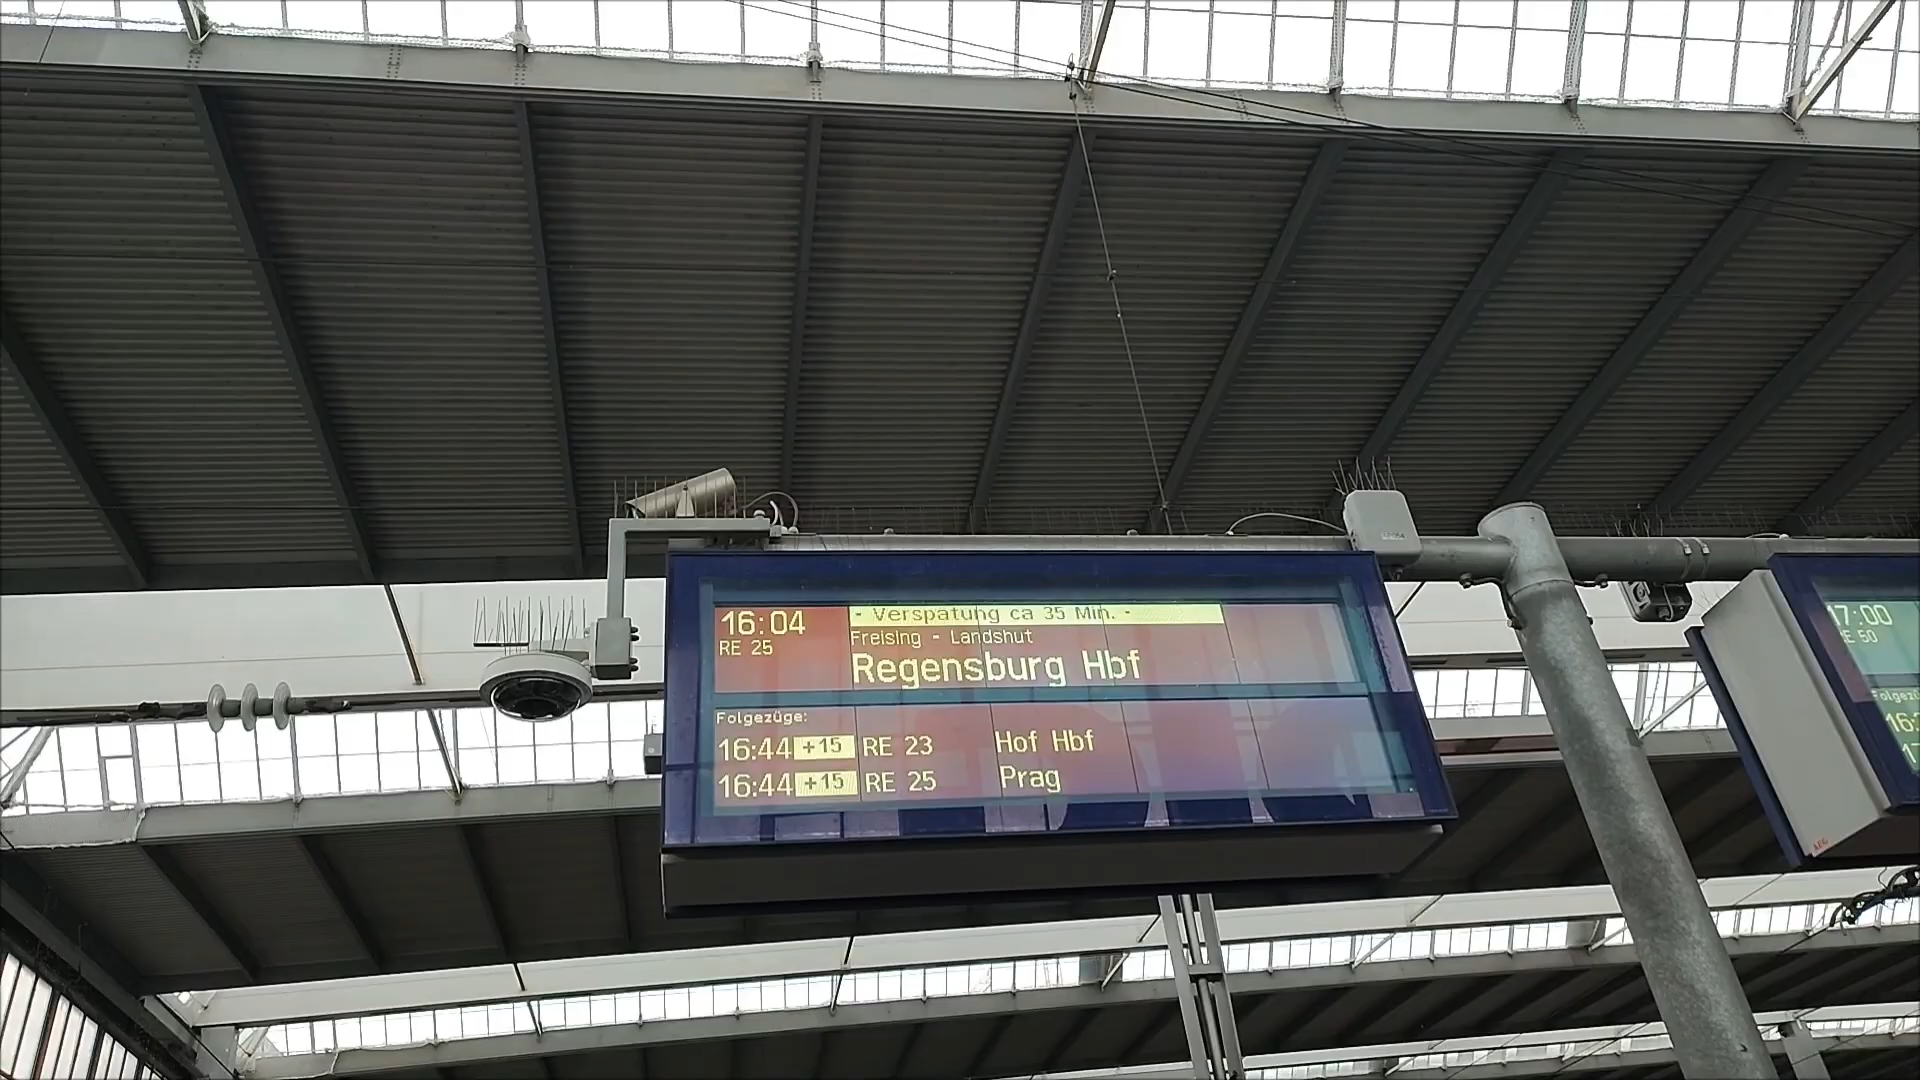 16:04 - Verspatung ca 35 Min. -
RE 25 Freising - Landshut
Regensburg Hbf
Folgezüge:
16:44 +15 RE 23 Hof Hbf
16:44 +15 RE 25 Prag
17:00
RE 50
AEG